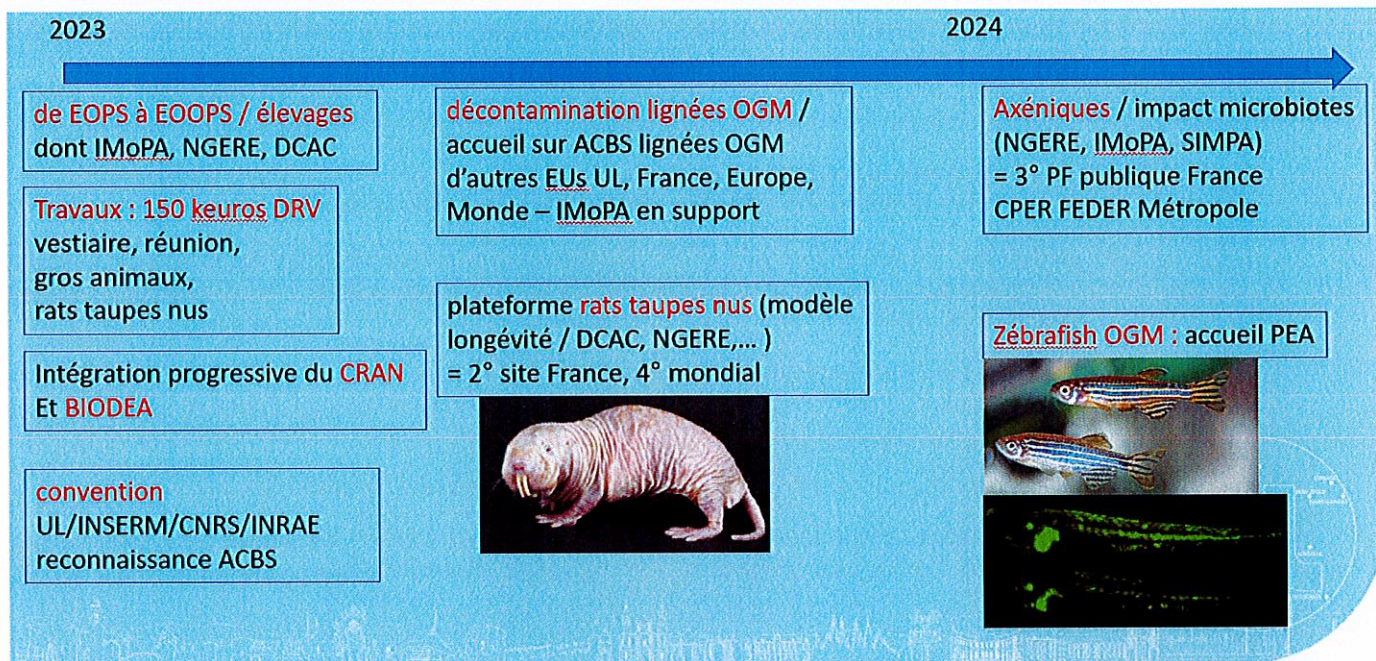 2023
2024
de EOPS à EOOPS / élevages
dont IMoPA, NGERE, DCAC
Travaux : 150 keuros DRV
vestiaire, réunion,
gros animaux,
rats taupes nus
Intégration progressive du CRAN
Et BIODEA
convention
UL/INSERM/CNRS/INRAE
reconnaissance ACBS
décontamination lignées OGM /
accueil sur ACBS lignées OGM
d'autres EUs UL, France, Europe,
Monde – IMoPA en support
plateforme rats taupes nus (modèle
longévité / DCAC, NGERE,... )
= 2° site France, 4° mondial
Axéniques / impact microbiotes
(NGERE, IMoPA, SIMPA)
= 3° PF publique France
CPER FEDER Métropole
Zébrafish OGM : accueil PEA